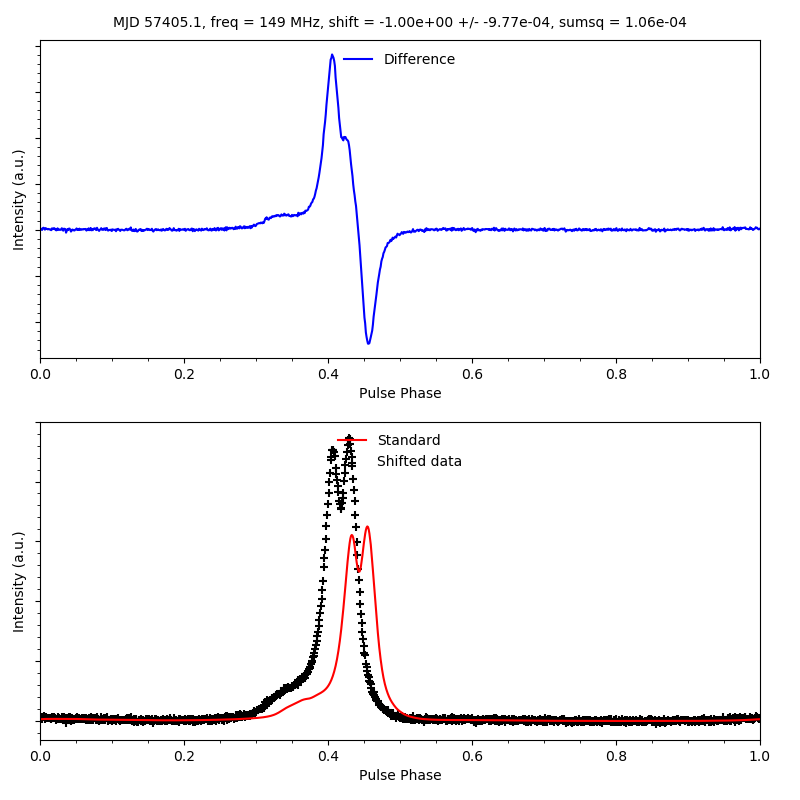 MJD 57405.1, freq = 149 MHz, shift = -1.00e+00 +/- -9.77e-04, sumsq = 1.06e-04
Difference
Intensity (a.u.)
0.0 0.2 0.4 0.6 0.8 1.0
Pulse Phase
Standard
Shifted data
Intensity (a.u.)
0.0 0.2 0.4 0.6 0.8 1.0
Pulse Phase